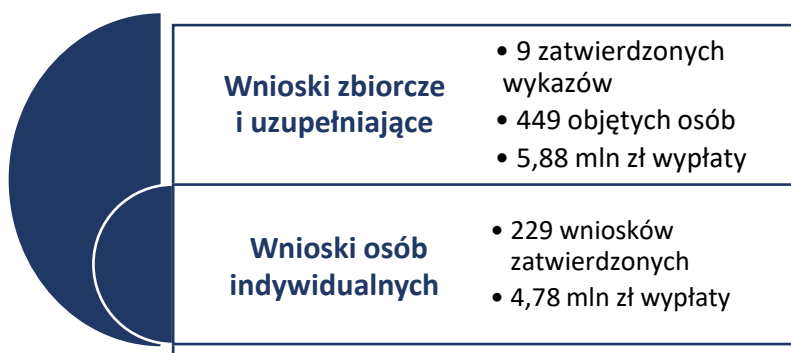 Wnioski zbiorcze
i uzupełniające
• 9 zatwierdzonych
wykazów
• 449 objętych osób
• 5,88 mln zł wypłaty
Wnioski osób
indywidualnych
• 229 wniosków
zatwierdzonych
• 4,78 mln zł wypłaty